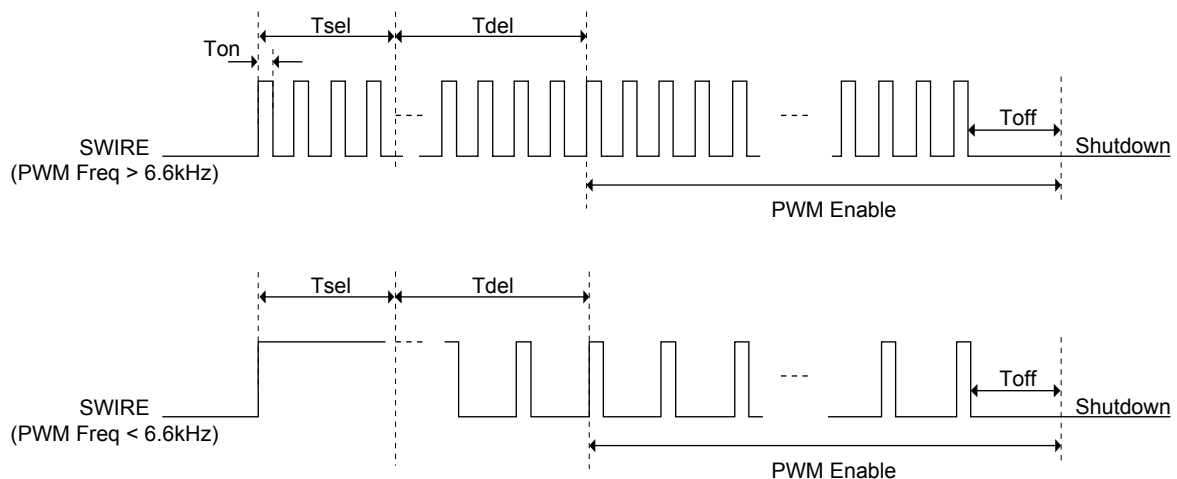 Tsel
Tdel
Ton
Toff
SWIRE
(PWM Freq > 6.6kHz)
Shutdown
PWM Enable
Tsel
Tdel
Toff
SWIRE
(PWM Freq < 6.6kHz)
Shutdown
PWM Enable